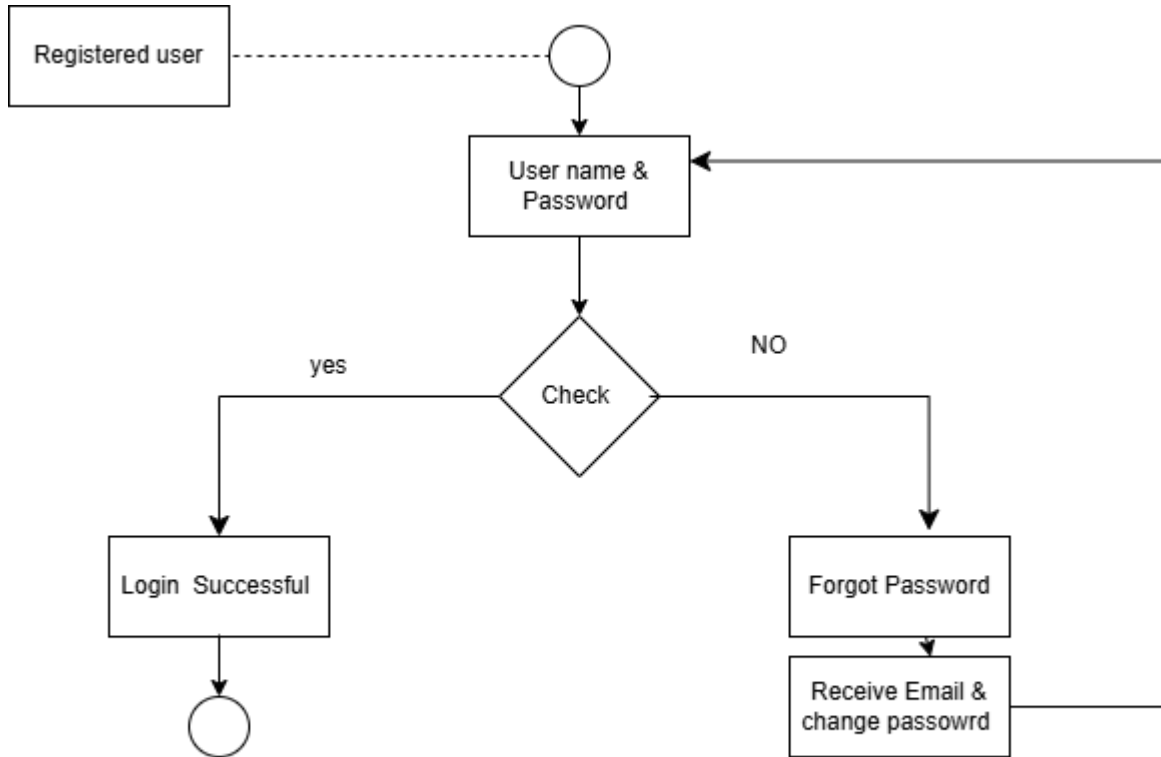 Registered user
User name &
Password
yes
NO
Check
Login  Successful
Forgot Password
Receive Email &
change passowrd